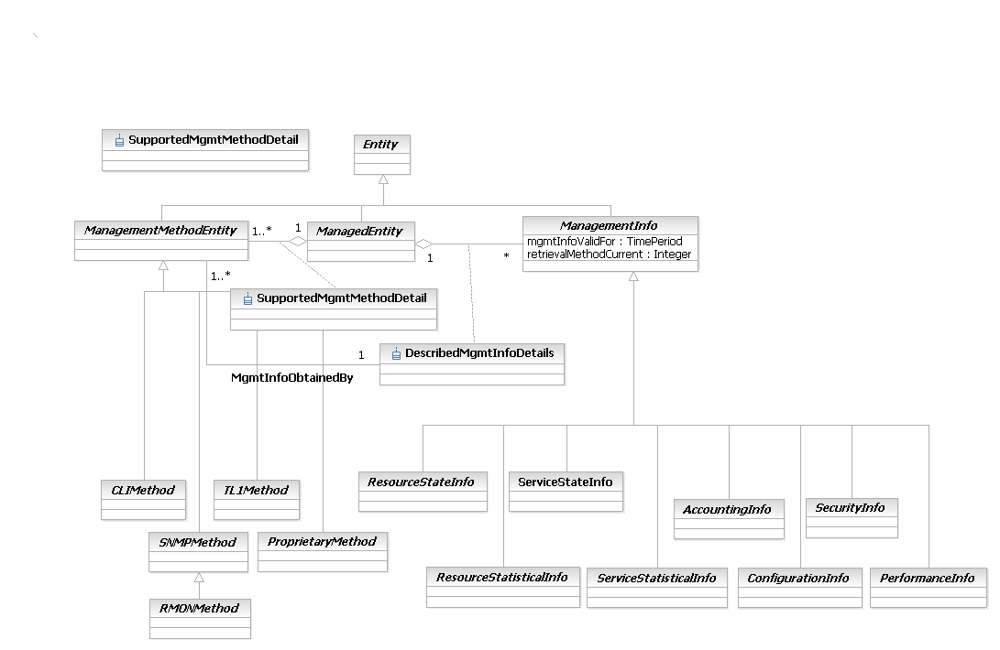 SupportedMgmtMethodDetail
Entity
ManagementMethodEntity
1..*
1
ManagedEntity
1
*
ManagementInfo
mgmtInfoValidFor : TimePeriod
retrievalMethodCurrent : Integer
1..*
SupportedMgmtMethodDetail
1
DescribedMgmtInfoDetails
MgmtInfoObtainedBy
CLIMethod
TL1Method
ResourceStateInfo
ServiceStateInfo
AccountingInfo
SecurityInfo
SNMPMethod
ProprietaryMethod
ResourceStatisticalInfo
ServiceStatisticalInfo
ConfigurationInfo
PerformanceInfo
RMONMethod